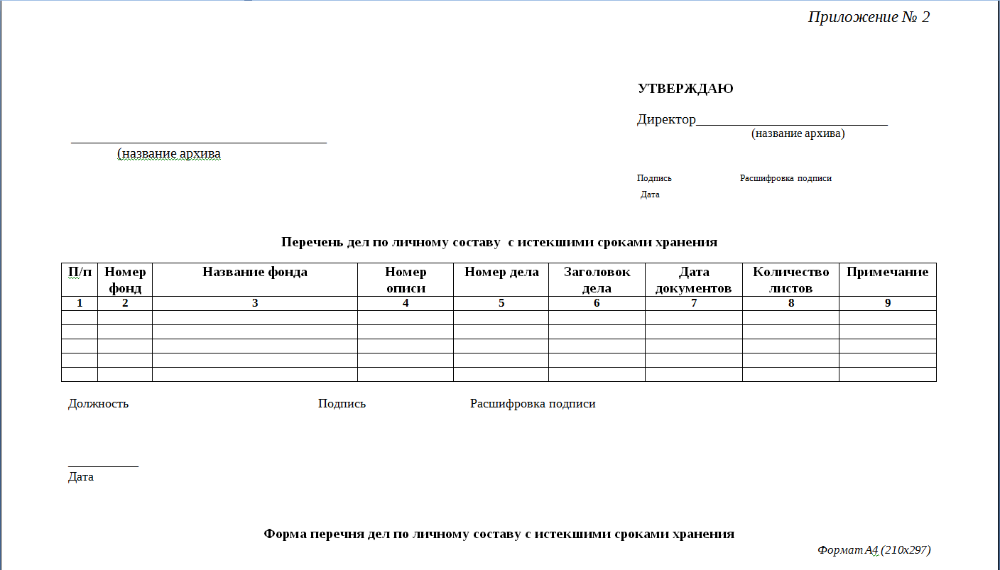 Приложение № 2
УТВЕРЖДАЮ
Директор___________________________
(название архива)
____________________________________
(название архива
Подпись Расшифровка подписи
Дата
Перечень дел по личному составу с истекшими сроками хранения
П/п Номер фонд Название фонда Номер описи Номер дела Заголовок дела Дата документов Количество листов Примечание
1 2 3 4 5 6 7 8 9
Должность Подпись Расшифровка подписи
___________
Дата
Форма перечня дел по личному составу с истекшими сроками хранения
Формат А4 (210х297)